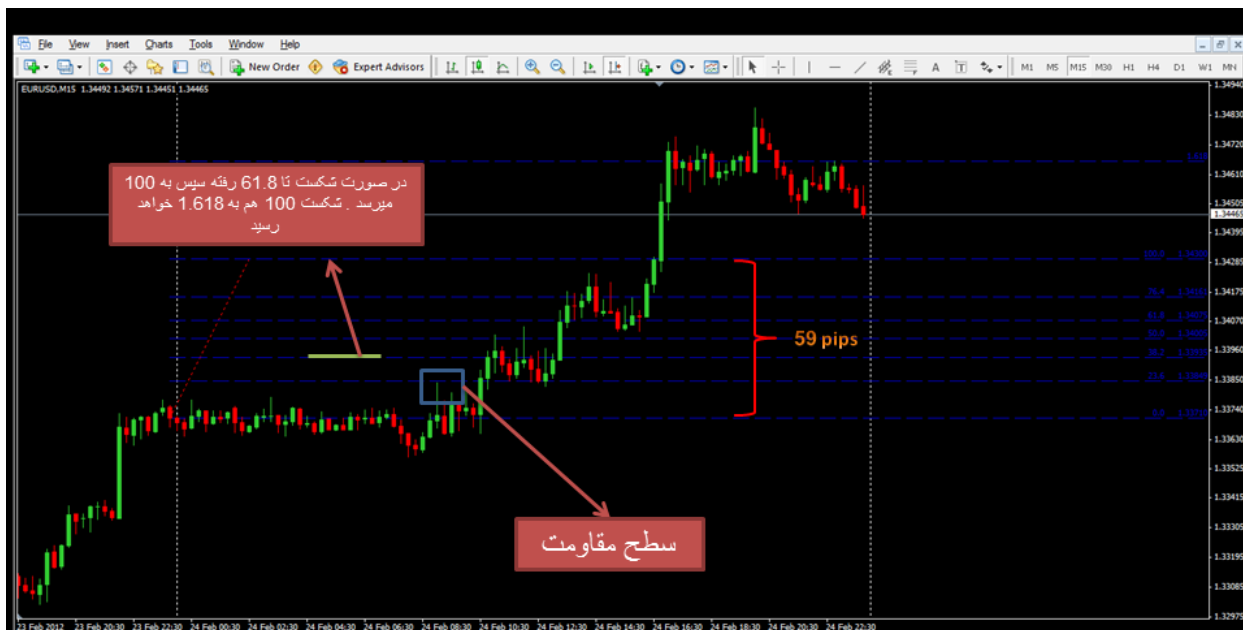 File View Insert Charts Tools Window Help
New Order Expert Advisors A T M1 M5 M15 M30 H1 H4 D1 W1 MN
EURUSD,M15 1.34492 1.34571 1.34451 1.34465
1.34940
1.34830
1.34720
1.34610
1.34505
1.34465
1.34395
1.34285
1.34175
1.34070
1.33960
1.33850
1.33740
1.33630
1.33525
1.33415
1.33305
1.33195
1.33085
1.32975
در صورت شکست تا 61.8 رفته سپس به 100
میرسد . شکست 100 هم به 1.618 خواهد
رسید
59 pips
سطح مقاومت
23 Feb 2012 23 Feb 20:30 23 Feb 22:30 24 Feb 00:30 24 Feb 02:30 24 Feb 04:30 24 Feb 06:30 24 Feb 08:30 24 Feb 10:30 24 Feb 12:30 24 Feb 14:30 24 Feb 16:30 24 Feb 18:30 24 Feb 20:30 24 Feb 22:30